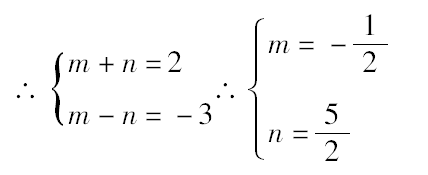 ∴ { m + n = 2 ∴ { m = - 1/2
m - n = - 3 n = 5/2